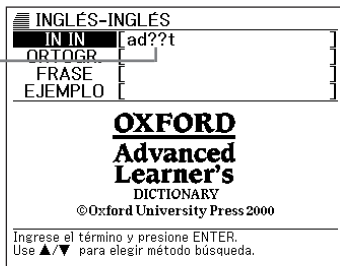 INGLÉS-INGLÉS
IN IN [ad??t ]
ORTOGR. [ ]
FRASE [ ]
EJEMPLO [ ]
OXFORD
Advanced
Learner's
DICTIONARY
©Oxford University Press 2000
Ingrese el término y presione ENTER.
Use ▲/▼ para elegir método búsqueda.